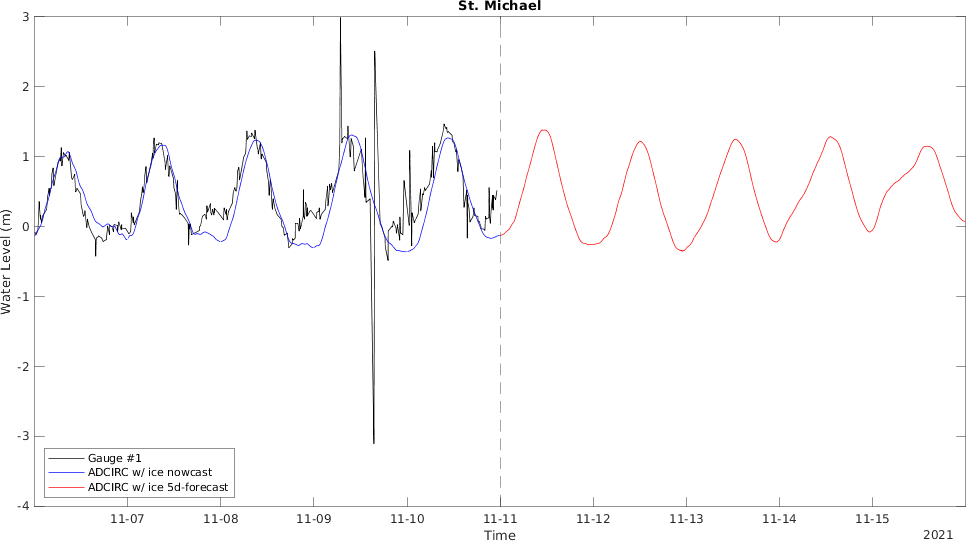 St. Michael
3
2
1
0
-1
-2
-3
-4
Water Level (m)
Gauge #1
ADCIRC w/ ice nowcast
ADCIRC w/ ice 5d-forecast
11-07 11-08 11-09 11-10 11-11 11-12 11-13 11-14 11-15
Time
2021